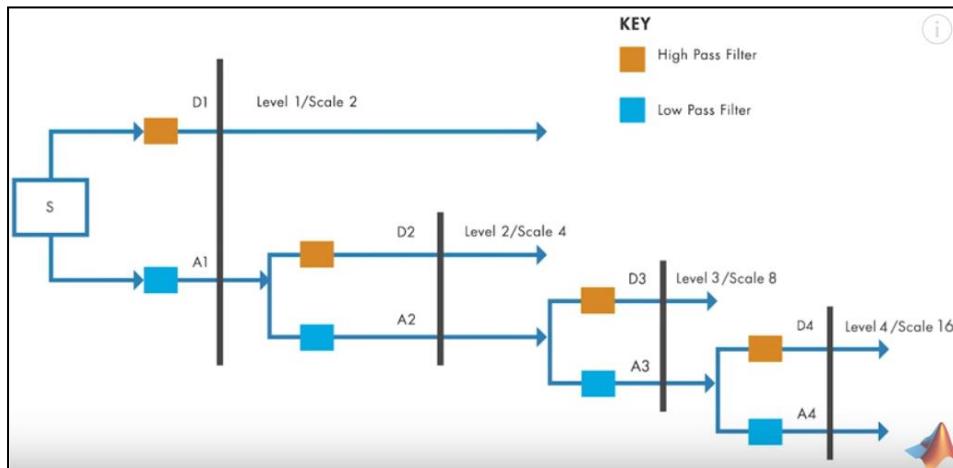 KEY
High Pass Filter
Low Pass Filter
D1
Level 1/Scale 2
S
A1
D2
Level 2/Scale 4
A2
D3
Level 3/Scale 8
A3
D4
Level 4/Scale 16
A4
i